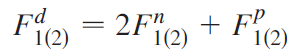 F^d_{1(2)} = 2F^n_{1(2)} + F^p_{1(2)}